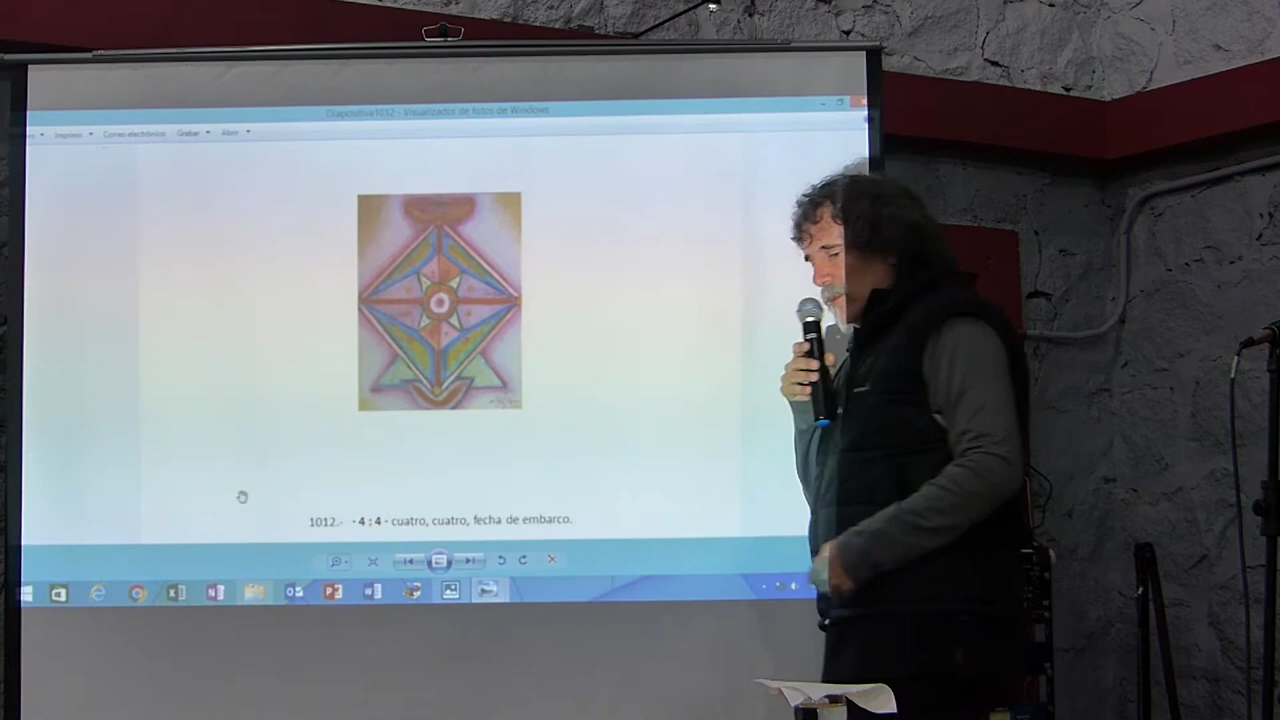 Diapositiva1012 - Visualizador de fotos de Windows
Imprimir Correo electrónico Grabar Abrir
1012.- · 4 : 4 · cuatro, cuatro, fecha de embarco.